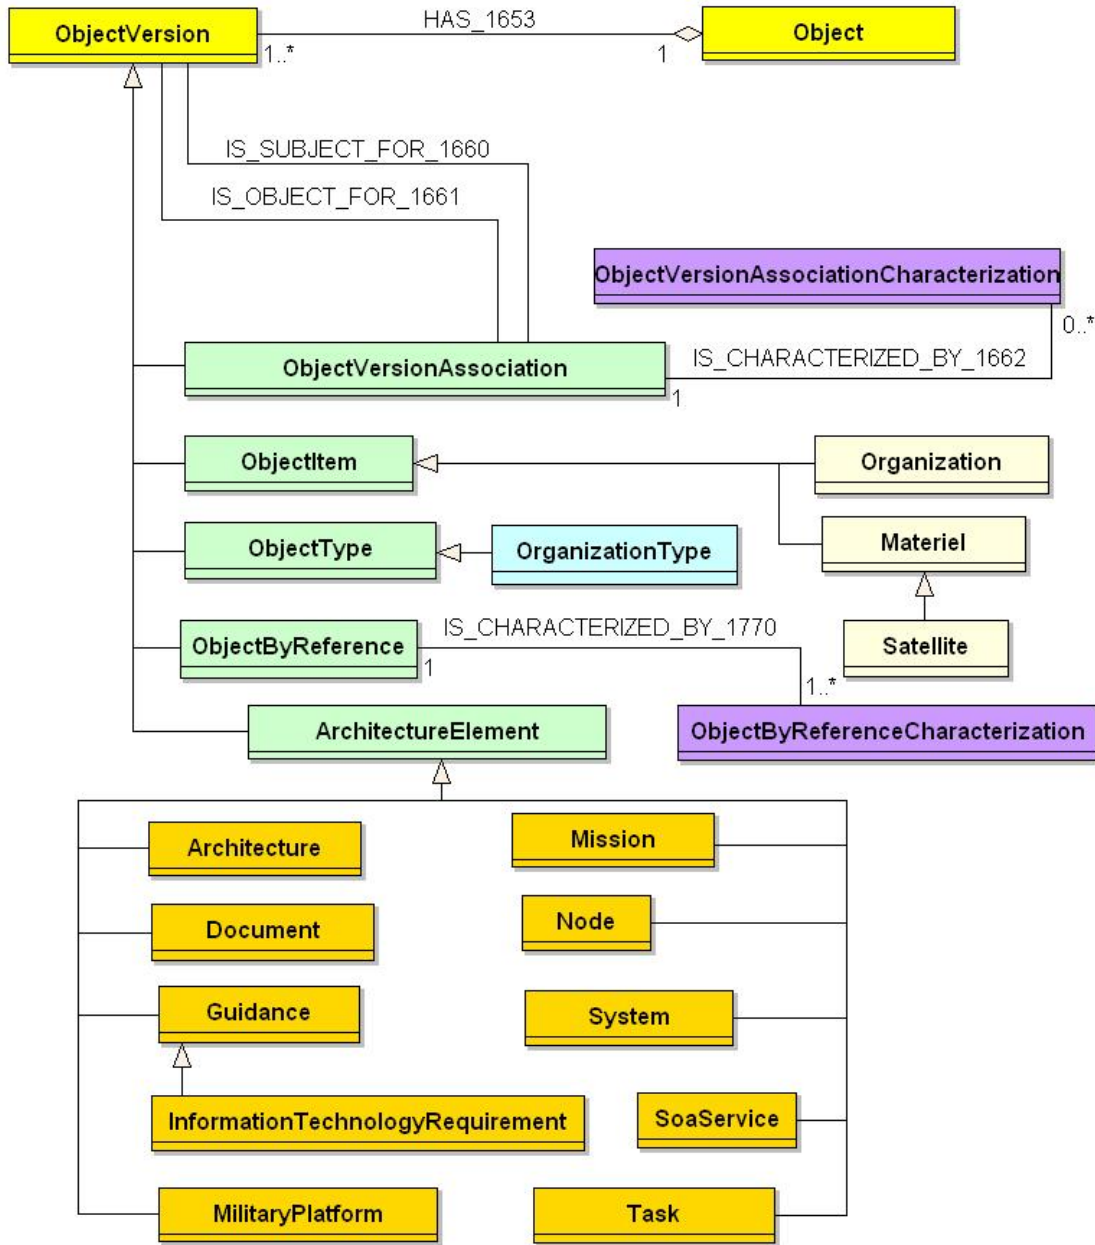 HAS_1653
ObjectVersion
Object
1..*
1
IS_SUBJECT_FOR_1660
IS_OBJECT_FOR_1661
ObjectVersionAssociationCharacterization
0..*
ObjectVersionAssociation
IS_CHARACTERIZED_BY_1662
1
ObjectItem
Organization
ObjectType
OrganizationType
Materiel
IS_CHARACTERIZED_BY_1770
ObjectByReference
1
Satellite
1..*
ArchitectureElement
ObjectByReferenceCharacterization
Architecture
Mission
Document
Node
Guidance
System
InformationTechnologyRequirement
SoaService
MilitaryPlatform
Task